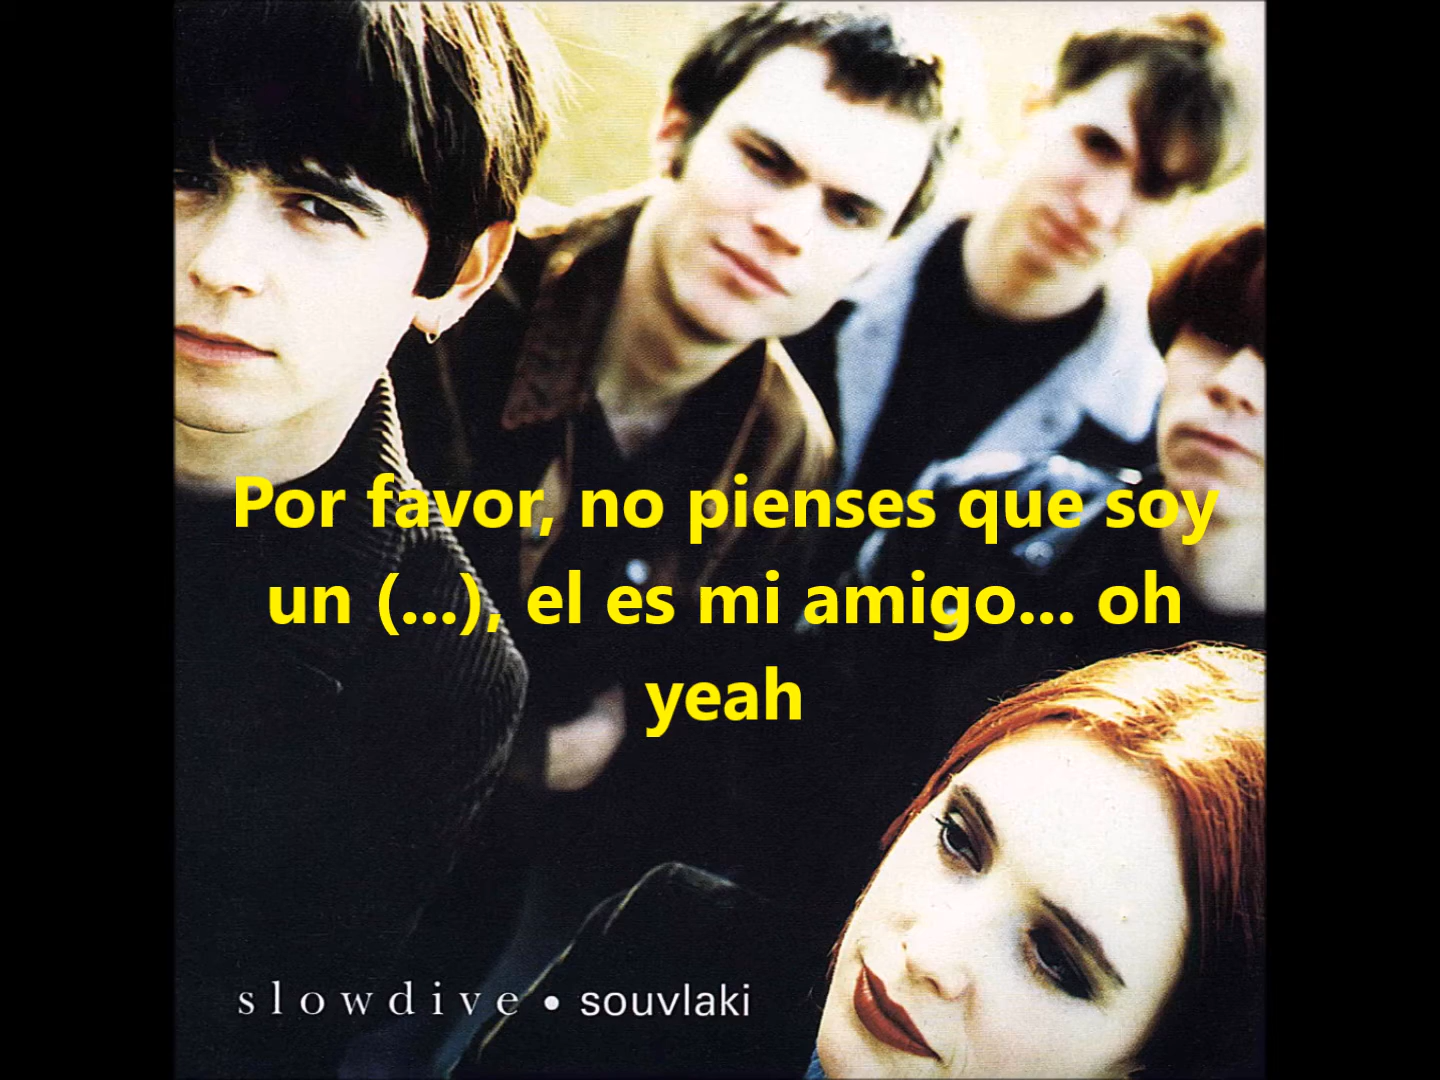 Por favor, no pienses que soy
un (...), el es mi amigo... oh
yeah
slowdive • souvlaki